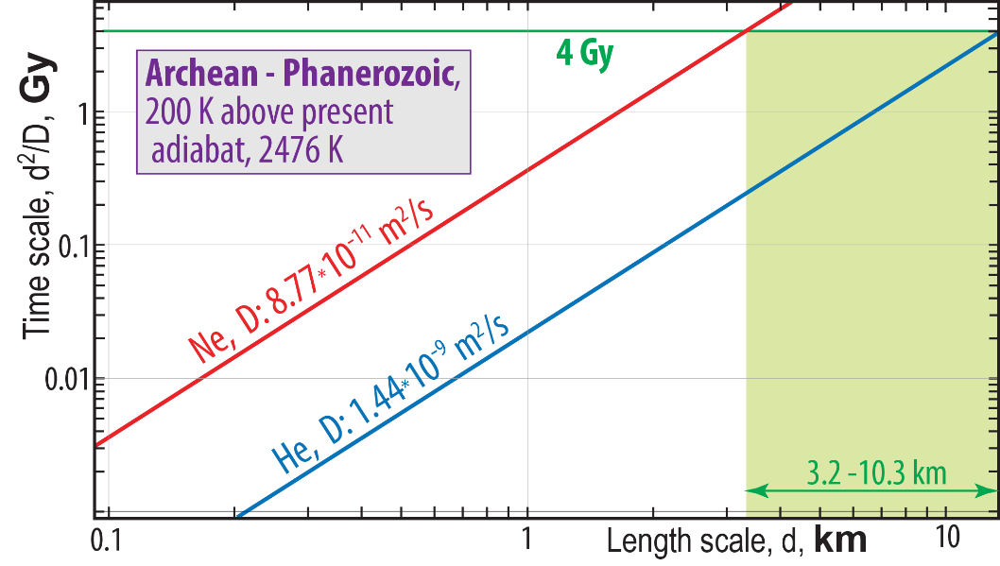 Time scale, d²/D, Gy
1
0.1
0.01
Archean - Phanerozoic,
200 K above present
adiabat, 2476 K
4 Gy
Ne, D: 8.77*10⁻¹¹ m²/s
He, D: 1.44*10⁻⁹ m²/s
3.2 -10.3 km
0.1
1
Length scale, d, km
10